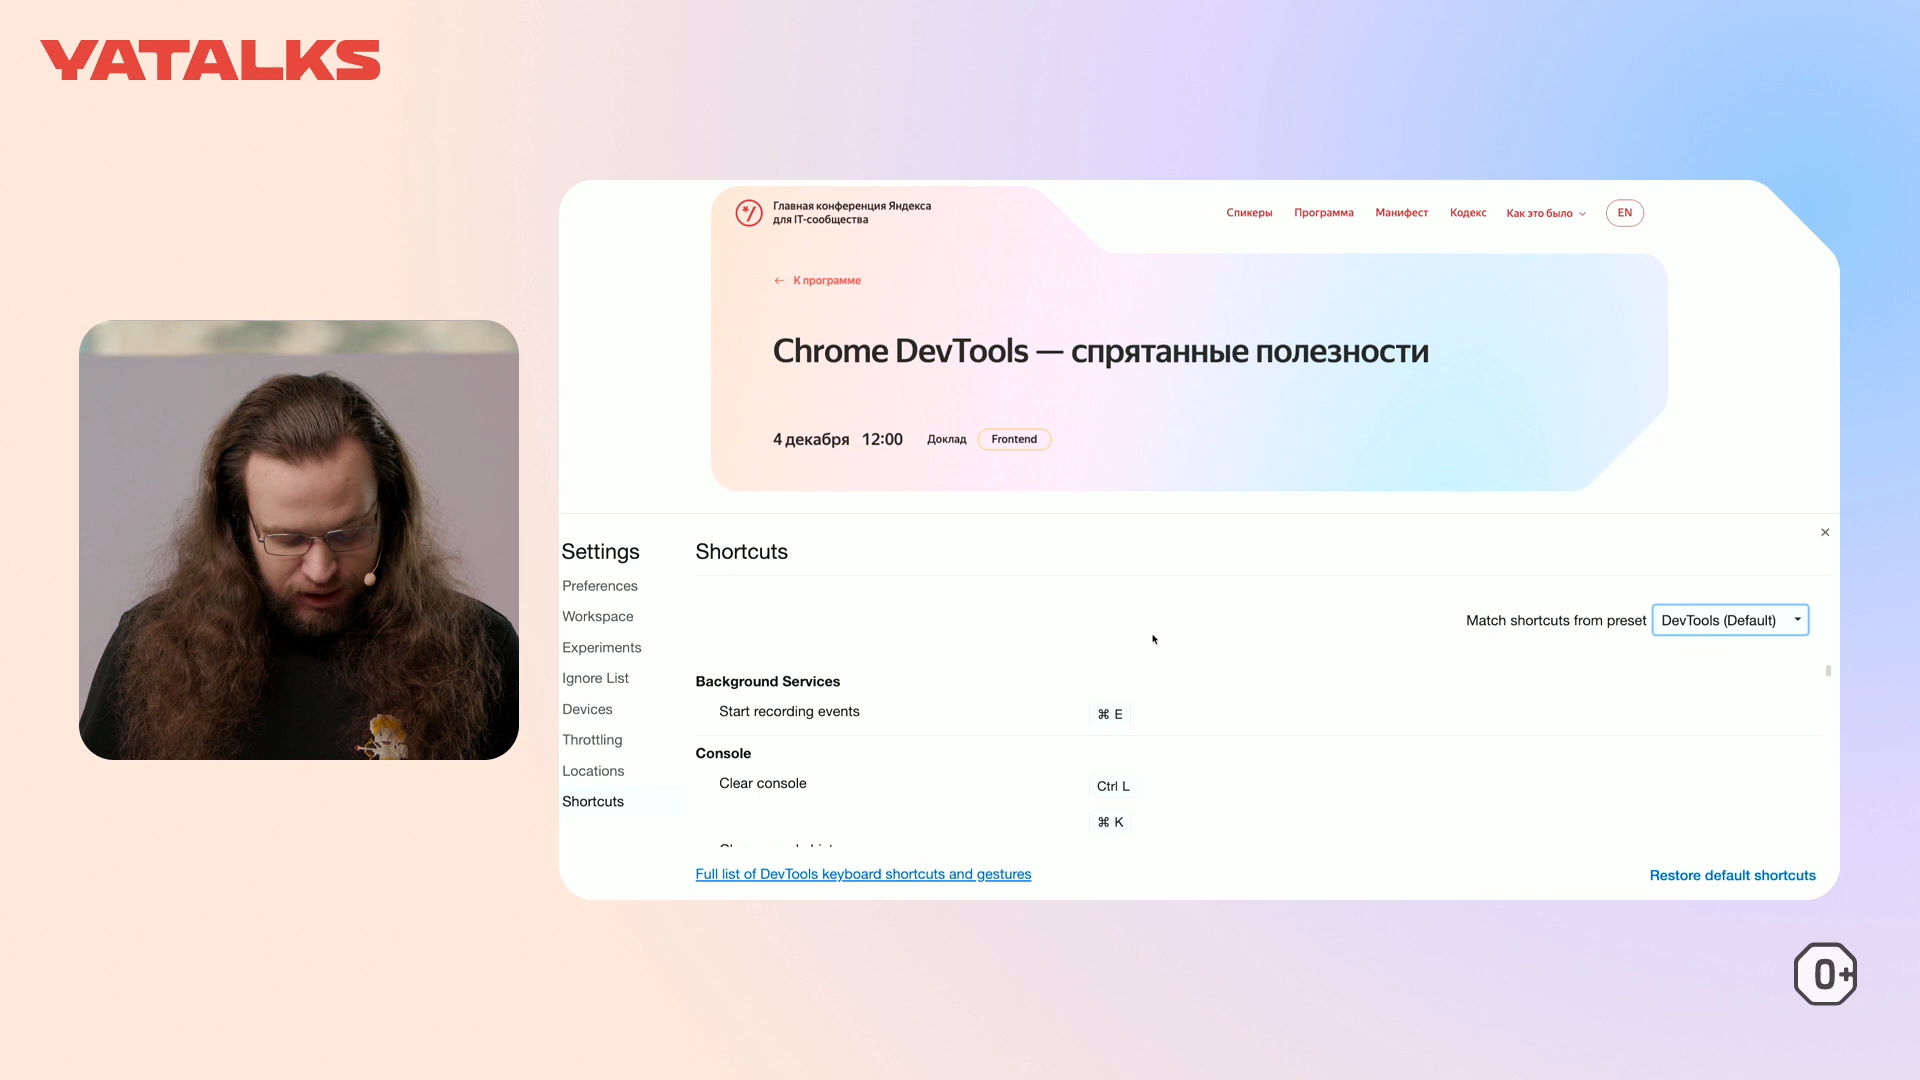 YATALKS
Главная конференция Яндекса
для IT-сообщества
Спикеры
Программа
Манифест
Кодекс
Как это было
EN
← К программе
Chrome DevTools — спрятанные полезности
4 декабря 12:00 Доклад Frontend
Settings
Preferences
Workspace
Experiments
Ignore List
Devices
Throttling
Locations
Shortcuts
Shortcuts
Match shortcuts from preset DevTools (Default)
Background Services
Start recording events ⌘ E
Console
Clear console Ctrl L
⌘ K
Full list of DevTools keyboard shortcuts and gestures
Restore default shortcuts
0+